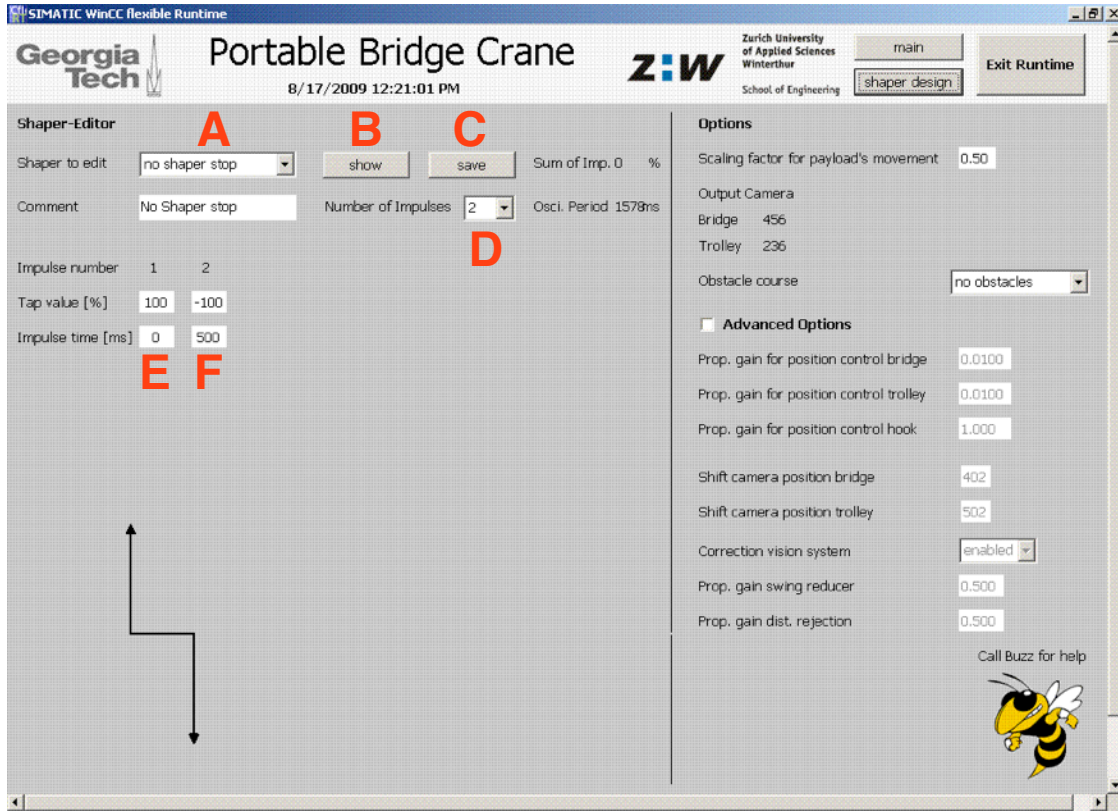 SIMATIC WinCC flexible Runtime
Georgia Tech
Portable Bridge Crane
8/17/2009 12:21:01 PM
Z:W
Zurich University
of Applied Sciences
Winterthur
School of Engineering
main
shaper design
Exit Runtime
Shaper-Editor
A
B
C
Shaper to edit no shaper stop show save Sum of Imp. 0 %
Comment No Shaper stop Number of Impulses 2 Osci. Period 1578ms
D
Impulse number 1 2
Tap value [%] 100 -100
Impulse time [ms] 0 500
E F
Options
Scaling factor for payload's movement 0.50
Output Camera
Bridge 456
Trolley 236
Obstacle course no obstacles
Advanced Options
Prop. gain for position control bridge 0.0100
Prop. gain for position control trolley 0.0100
Prop. gain for position control hook 1.000
Shift camera position bridge 402
Shift camera position trolley 502
Correction vision system enabled
Prop. gain swing reducer 0.500
Prop. gain dist. rejection 0.500
Call Buzz for help